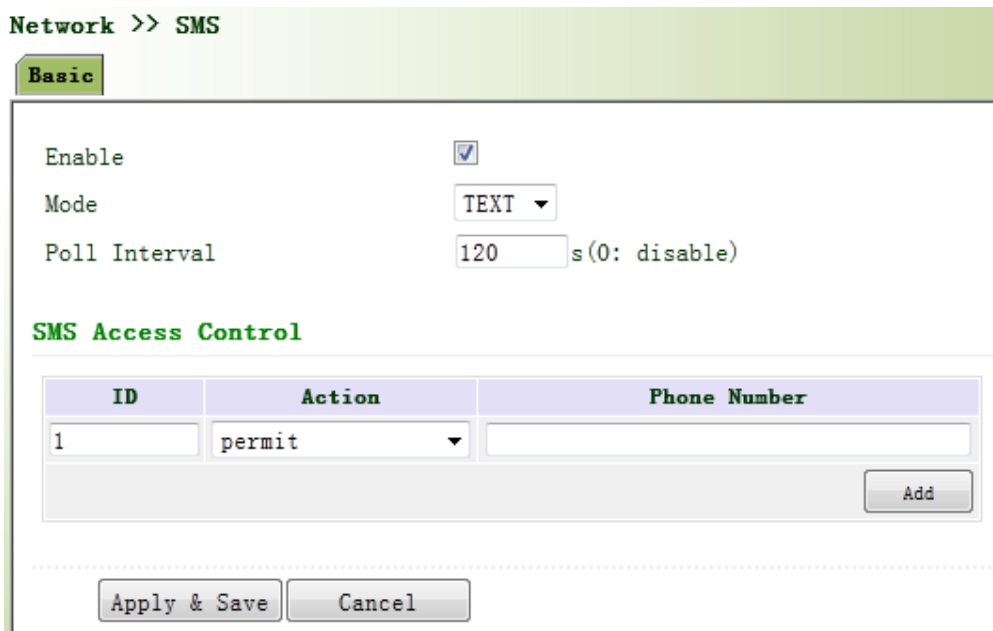 Network >> SMS
Basic
Enable
Mode TEXT
Poll Interval 120 s(0: disable)
SMS Access Control
ID Action Phone Number
1 permit
Add
Apply & Save Cancel